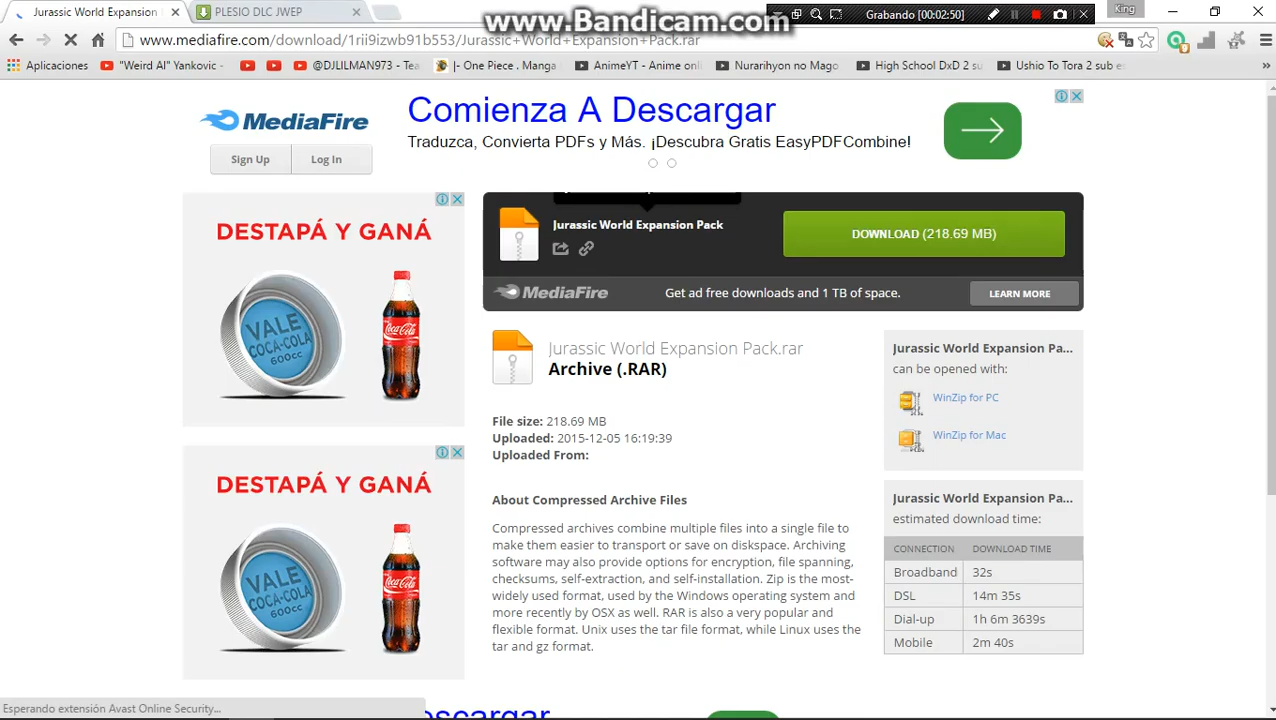 Jurassic World Expansion
PLESIO DLC JWEP
www.Bandicam.com
Grabando [00:02:50]
King
www.mediafire.com/download/1rii9izwb91b553/Jurassic+World+Expansion+Pack.rar
Aplicaciones
"Weird Al" Yankovic -
@DJLILMAN973 - Tea
|- One Piece . Manga
AnimeYT - Anime onli
Nurarihyon no Mago
High School DxD 2 su
Ushio To Tora 2 sub es
MediaFire
Sign Up
Log In
Comienza A Descargar
Traduzca, Convierta PDFs y Más. ¡Descubra Gratis EasyPDFCombine!
DESTAPÁ Y GANÁ
VALE
COCA-COLA
600cc
Coca-Cola
Jurassic World Expansion Pack
DOWNLOAD (218.69 MB)
MediaFire
Get ad free downloads and 1 TB of space.
LEARN MORE
Jurassic World Expansion Pack.rar
Archive (.RAR)
File size: 218.69 MB
Uploaded: 2015-12-05 16:19:39
Uploaded From:
About Compressed Archive Files
Compressed archives combine multiple files into a single file to
make them easier to transport or save on diskspace. Archiving
software may also provide options for encryption, file spanning,
checksums, self-extraction, and self-installation. Zip is the most-
widely used format, used by the Windows operating system and
more recently by OSX as well. RAR is also a very popular and
flexible format. Unix uses the tar file format, while Linux uses the
tar and gz format.
Jurassic World Expansion Pa...
can be opened with:
WinZip for PC
WinZip for Mac
Jurassic World Expansion Pa...
estimated download time:
CONNECTION DOWNLOAD TIME
Broadband 32s
DSL 14m 35s
Dial-up 1h 6m 3639s
Mobile 2m 40s
DESTAPÁ Y GANÁ
VALE
COCA-COLA
600cc
Coca-Cola
Esperando extensión Avast Online Security...